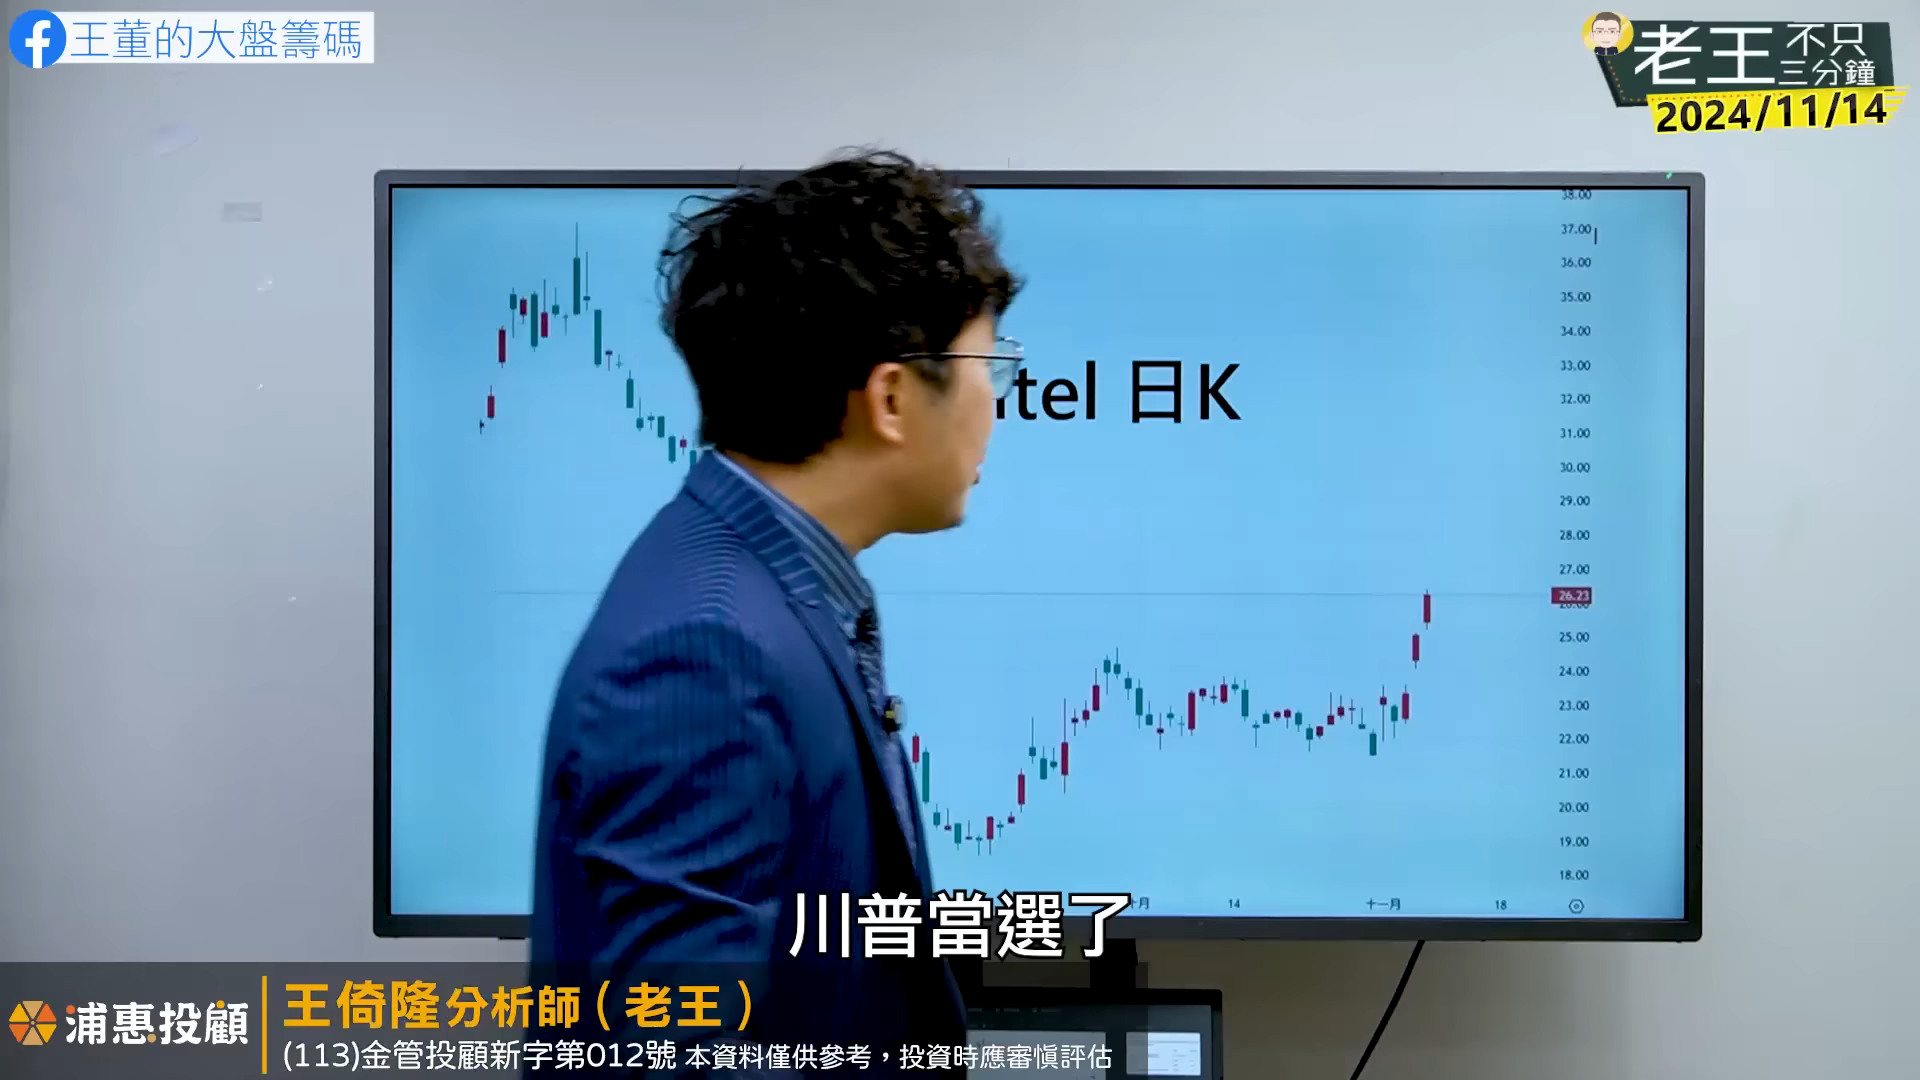 王董的大盤籌碼
老王不只三分鐘
2024/11/14
38.00
37.00
36.00
35.00
34.00
33.00
ntel 日K
32.00
31.00
30.00
29.00
28.00
27.00
26.23
25.00
24.00
23.00
22.00
21.00
20.00
19.00
18.00
十月
14
十一月
18
川普當選了
浦惠投顧
王倚隆分析師(老王)
(113)金管投顧新字第012號 本資料僅供參考,投資時應審慎評估